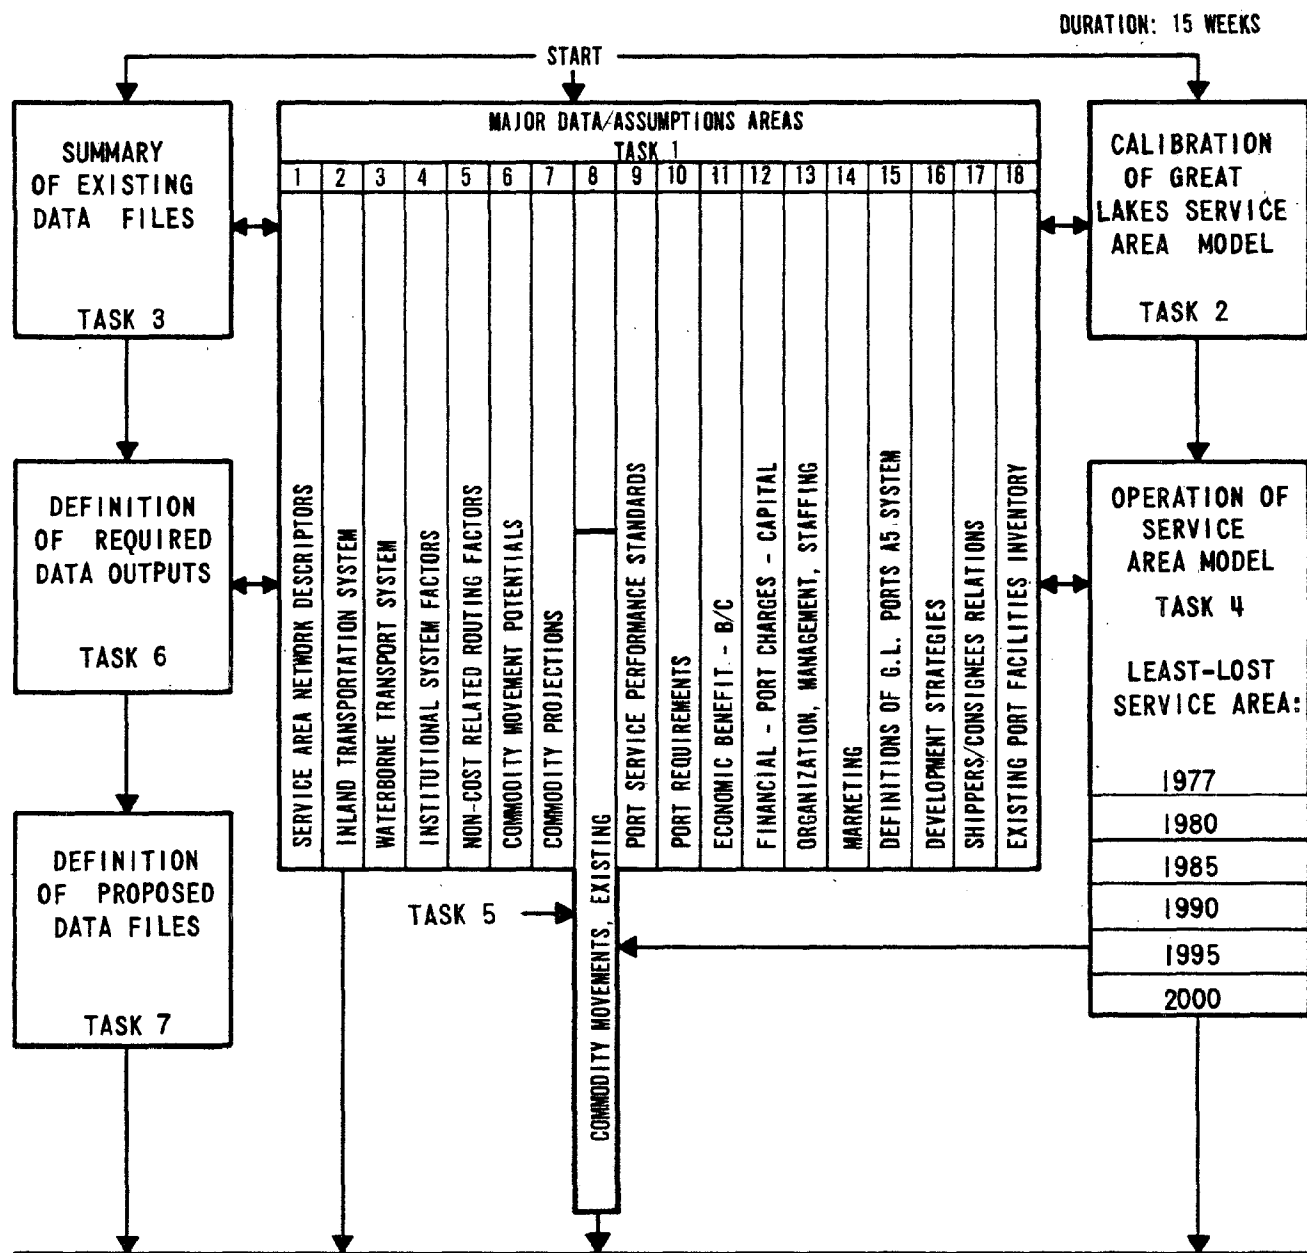 DURATION: 15 WEEKS
START
SUMMARY
OF EXISTING
DATA FILES
TASK 3
MAJOR DATA/ASSUMPTIONS AREAS
TASK 1
1 2 3 4 5 6 7 8 9 10 11 12 13 14 15 16 17 18
SERVICE AREA NETWORK DESCRIPTORS
INLAND TRANSPORTATION SYSTEM
WATERBORNE TRANSPORT SYSTEM
INSTITUTIONAL SYSTEM FACTORS
NON-COST RELATED ROUTING FACTORS
COMMODITY MOVEMENT POTENTIALS
COMMODITY PROJECTIONS
COMMODITY MOVEMENTS, EXISTING
PORT SERVICE PERFORMANCE STANDARDS
PORT REQUIREMENTS
ECONOMIC BENEFIT - B/C
FINANCIAL - PORT CHARGES - CAPITAL
ORGANIZATION, MANAGEMENT, STAFFING
MARKETING
DEFINITIONS OF G.L. PORTS A5 SYSTEM
DEVELOPMENT STRATEGIES
SHIPPERS/CONSIGNEES RELATIONS
EXISTING PORT FACILITIES INVENTORY
CALIBRATION
OF GREAT
LAKES SERVICE
AREA MODEL
TASK 2
DEFINITION
OF REQUIRED
DATA OUTPUTS
TASK 6
OPERATION OF
SERVICE
AREA MODEL
TASK 4
LEAST-LOST
SERVICE AREA:
1977
1980
1985
1990
1995
2000
DEFINITION
OF PROPOSED
DATA FILES
TASK 7
TASK 5